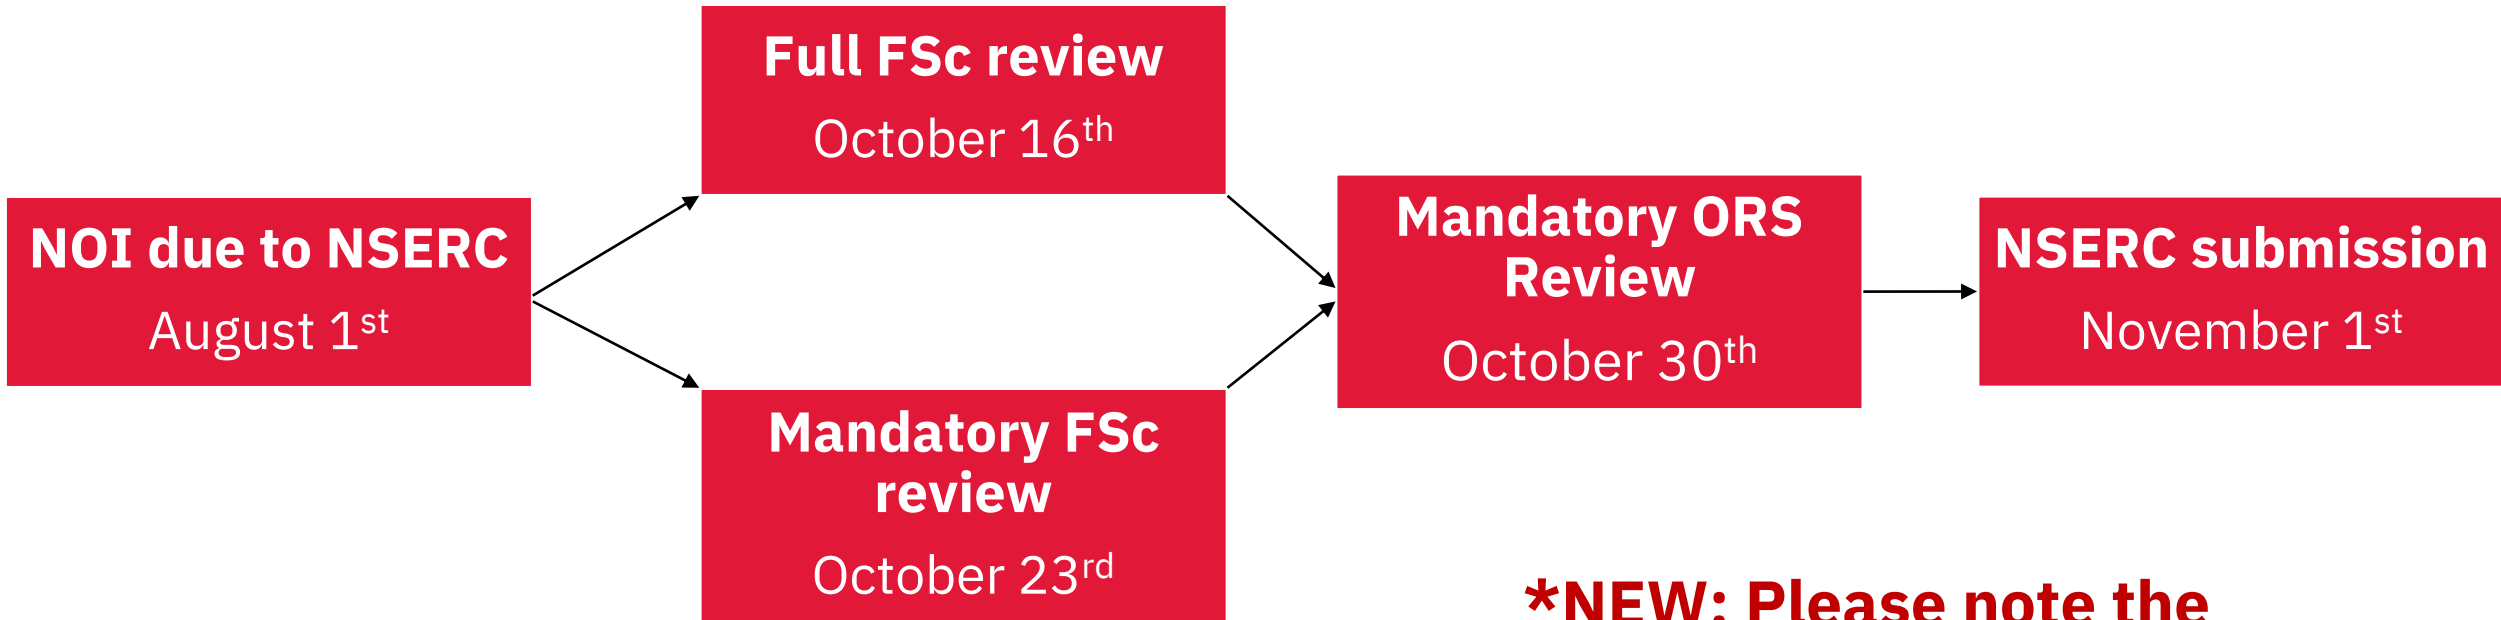 Full FSc review
October 16th
NOI due to NSERC
August 1st
Mandatory FSc
review
October 23rd
Mandatory ORS
Review
October 30th
NSERC submission
November 1st
*NEW: Please note the